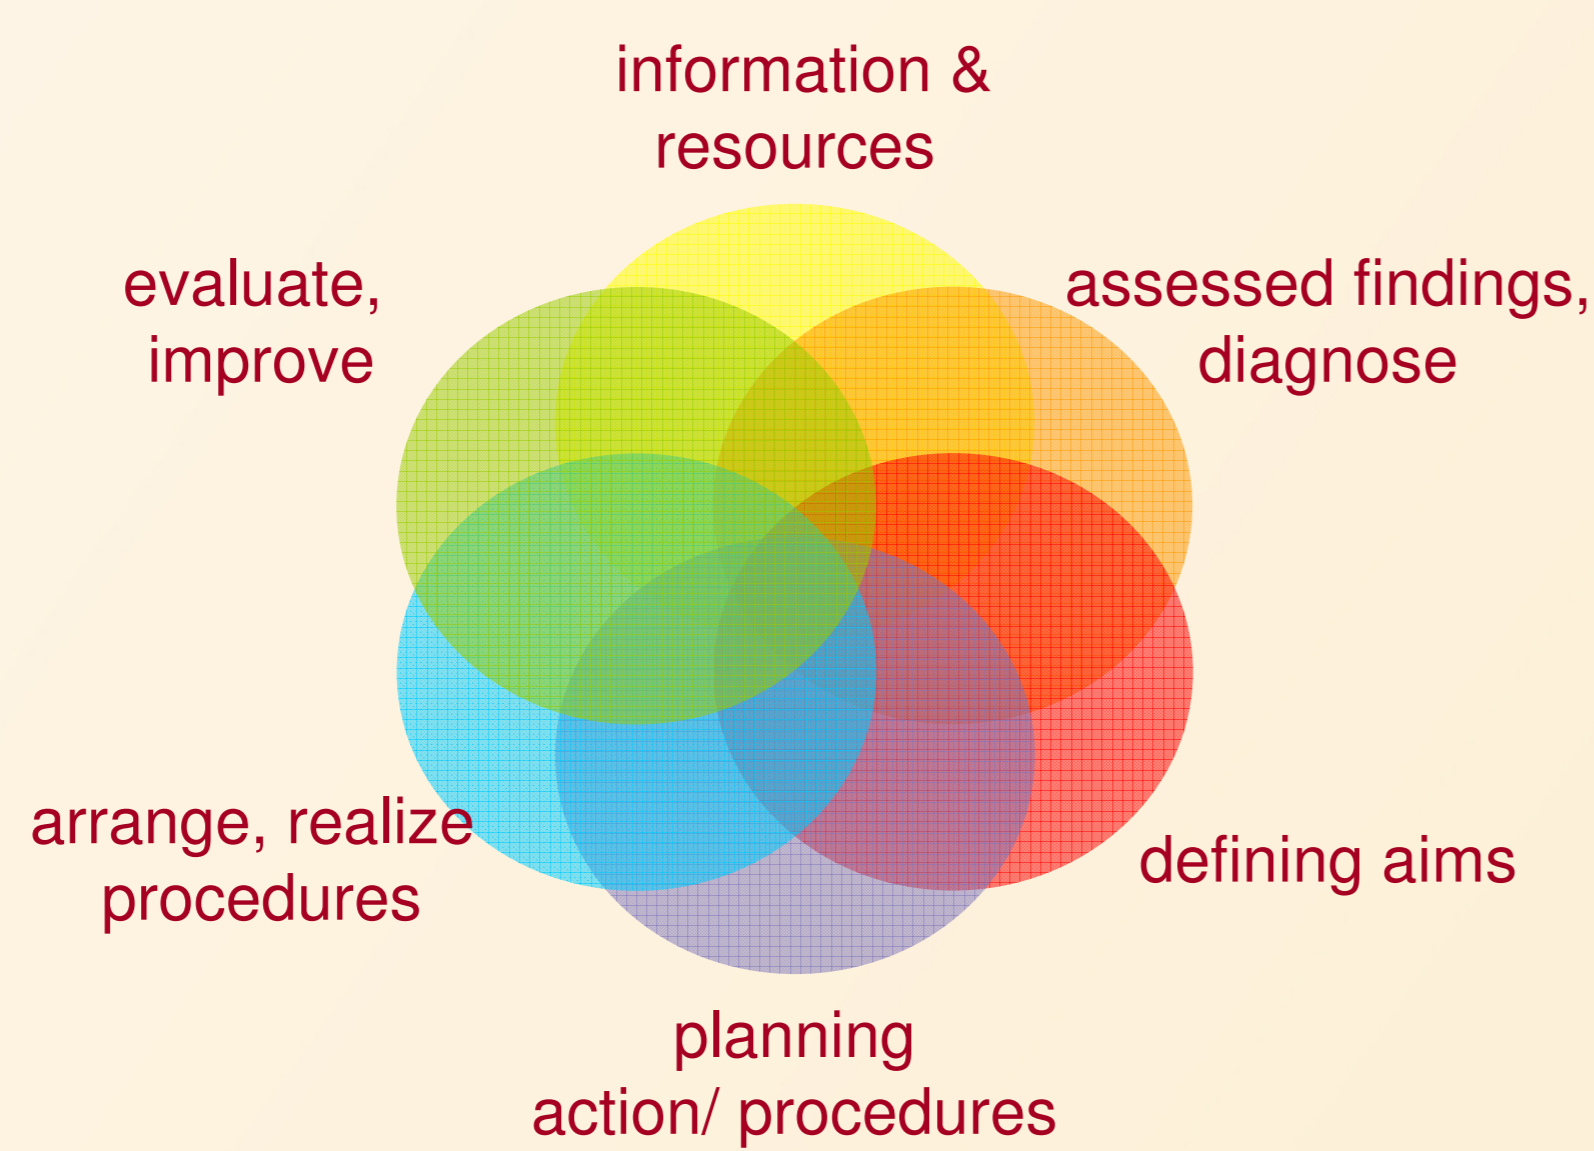 information &
resources
assessed findings,
diagnose
defining aims
planning
action/ procedures
arrange, realize
procedures
evaluate,
improve